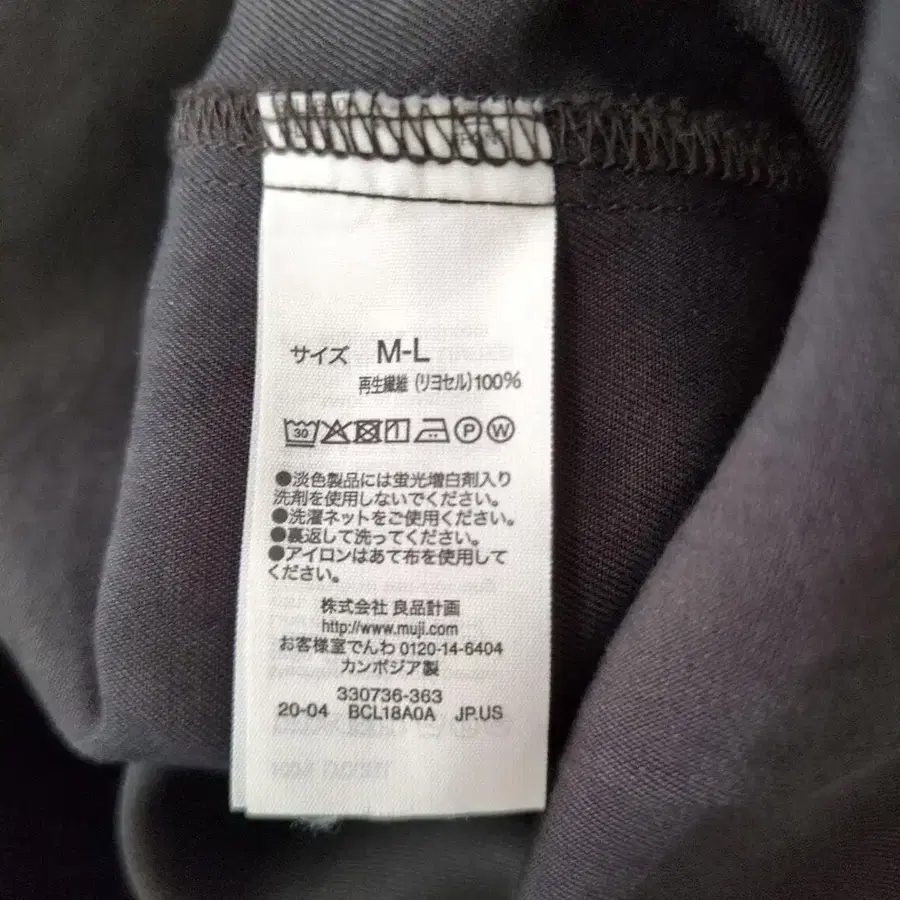 サイズ M-L
再生繊維 (リヨセル)100%
30 P W
●淡色製品には蛍光増白剤入り
洗剤を使用しないでください。
●洗濯ネットをご使用ください。
●裏返して洗ってください。
●アイロンはあて布を使用して
ください。
株式会社 良品計画
http://www.muji.com
お客様室でんわ 0120-14-6404
カンボジア製
330736-363
20-04 BCL18A0A JP.US